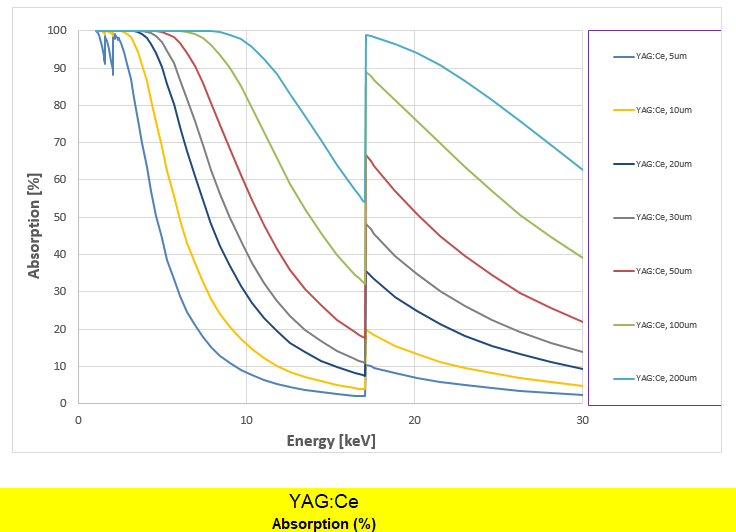 100
90
80
70
60
50
40
30
20
10
0
Absorption [%]
0 10 20 30
Energy [keV]
YAG:Ce, 5um
YAG:Ce, 10um
YAG:Ce, 20um
YAG:Ce, 30um
YAG:Ce, 50um
YAG:Ce, 100um
YAG:Ce, 200um
YAG:Ce
Absorption (%)